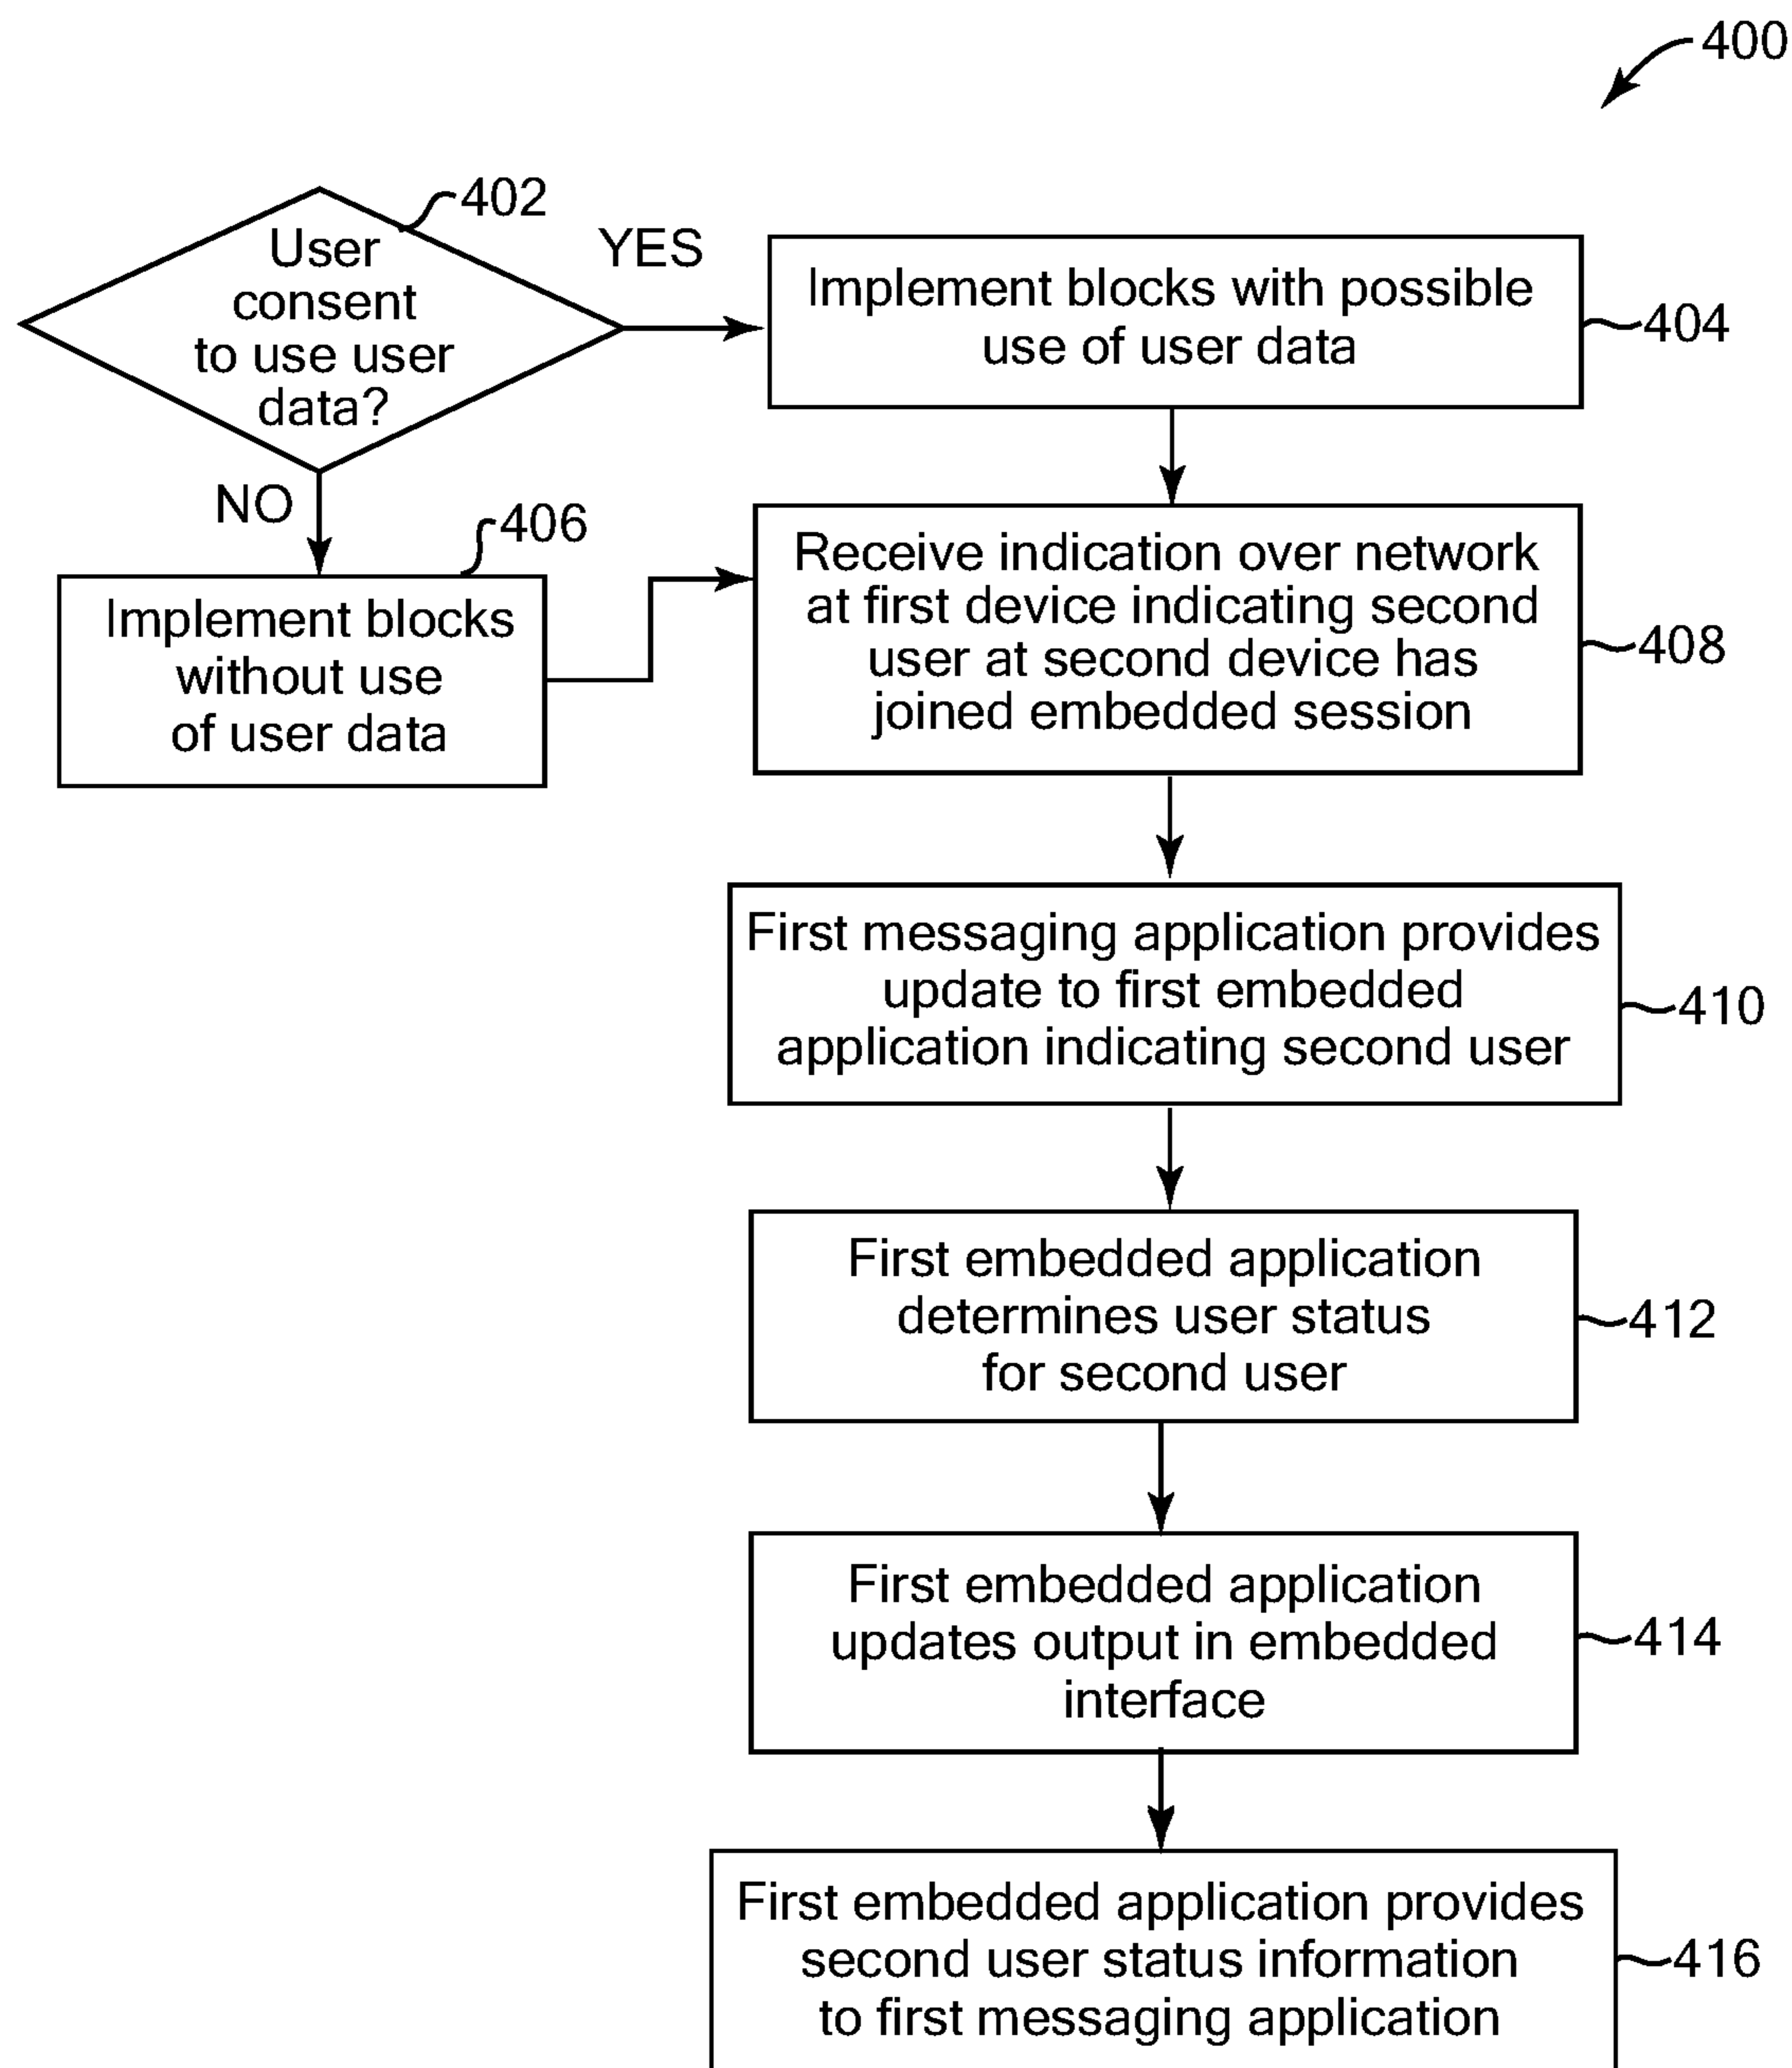 400
402
User
consent
to use user
data?
YES
Implement blocks with possible
use of user data
404
NO
406
Implement blocks
without use
of user data
Receive indication over network
at first device indicating second
user at second device has
joined embedded session
408
First messaging application provides
update to first embedded
application indicating second user
410
First embedded application
determines user status
for second user
412
First embedded application
updates output in embedded
interface
414
First embedded application provides
second user status information
to first messaging application
416